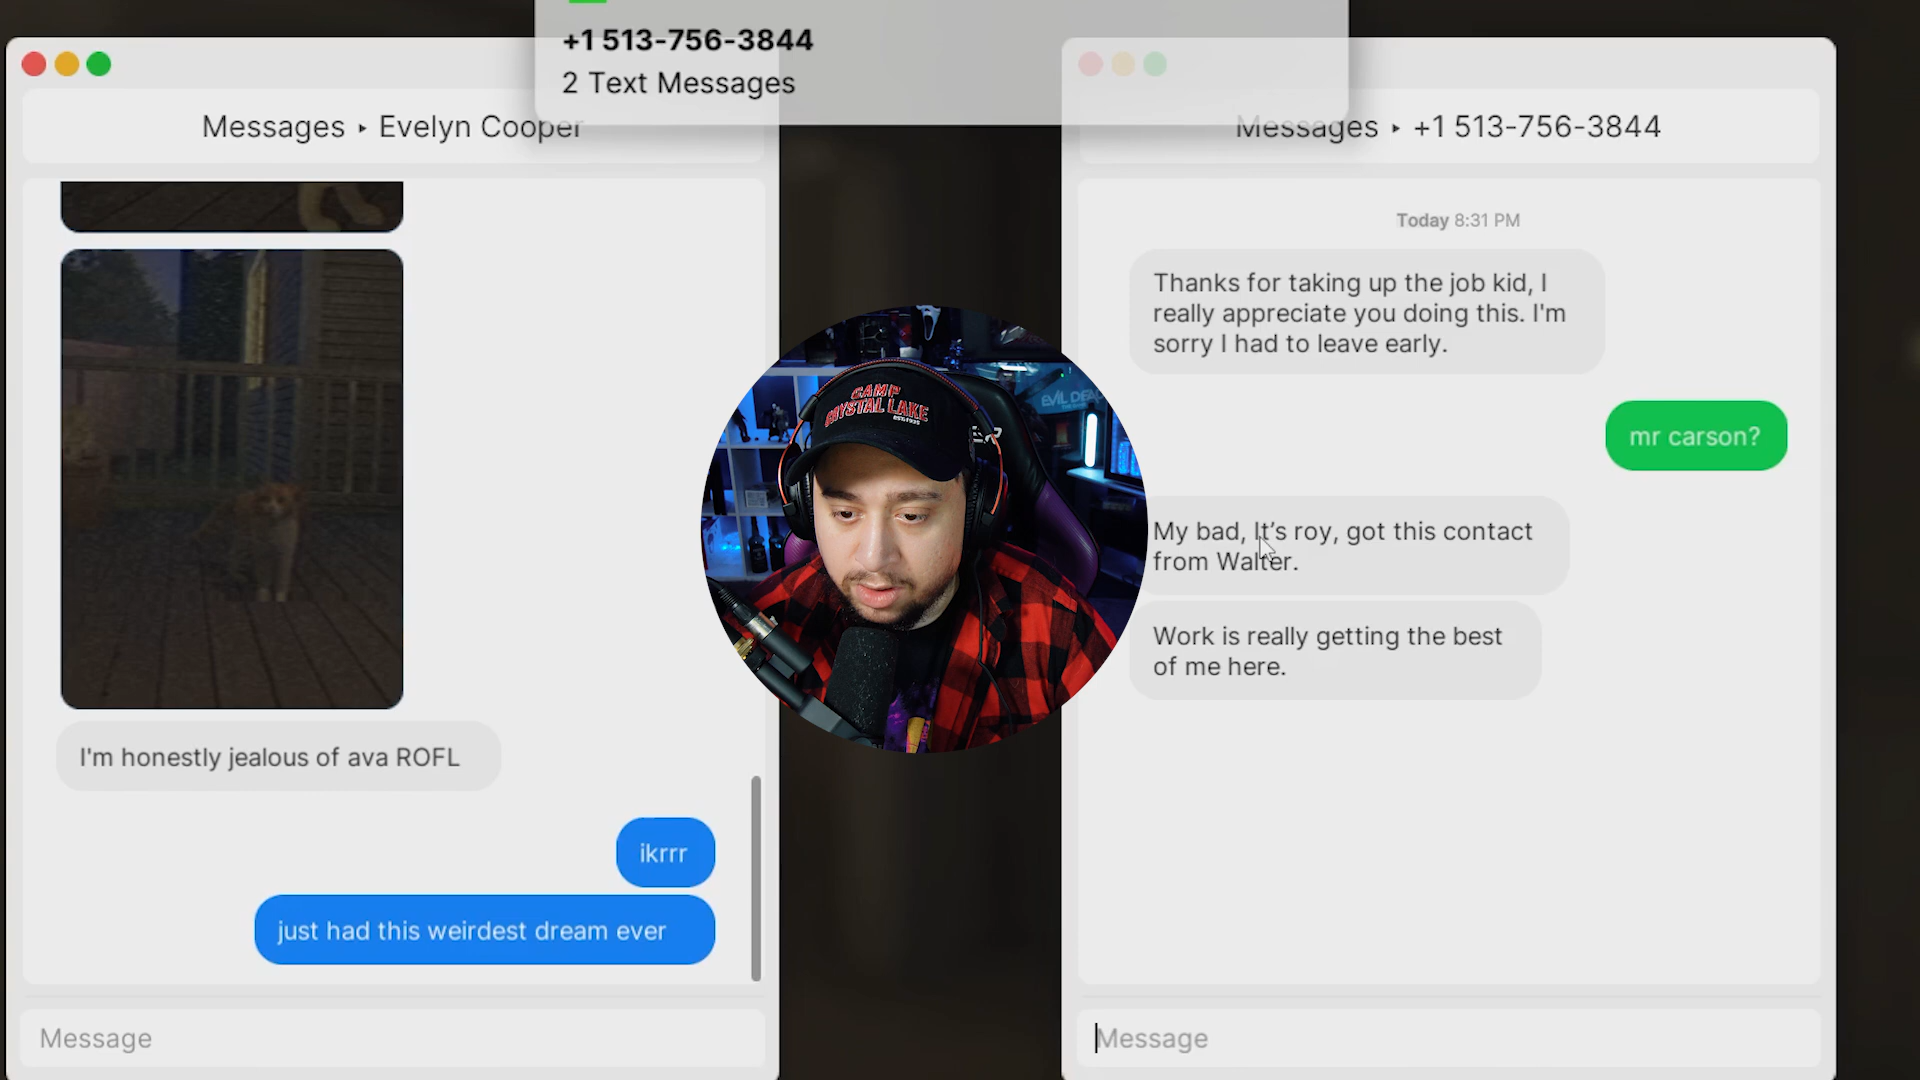 +1 513-756-3844
2 Text Messages
Messages ▸ Evelyn Cooper
I'm honestly jealous of ava ROFL
ikrrr
just had this weirdest dream ever
Message
CAMP
CRYSTAL LAKE
EVIL DEAD
Messages ▸ +1 513-756-3844
Today 8:31 PM
Thanks for taking up the job kid, I
really appreciate you doing this. I'm
sorry I had to leave early.
mr carson?
My bad, It’s roy, got this contact
from Walter.
Work is really getting the best
of me here.
Message